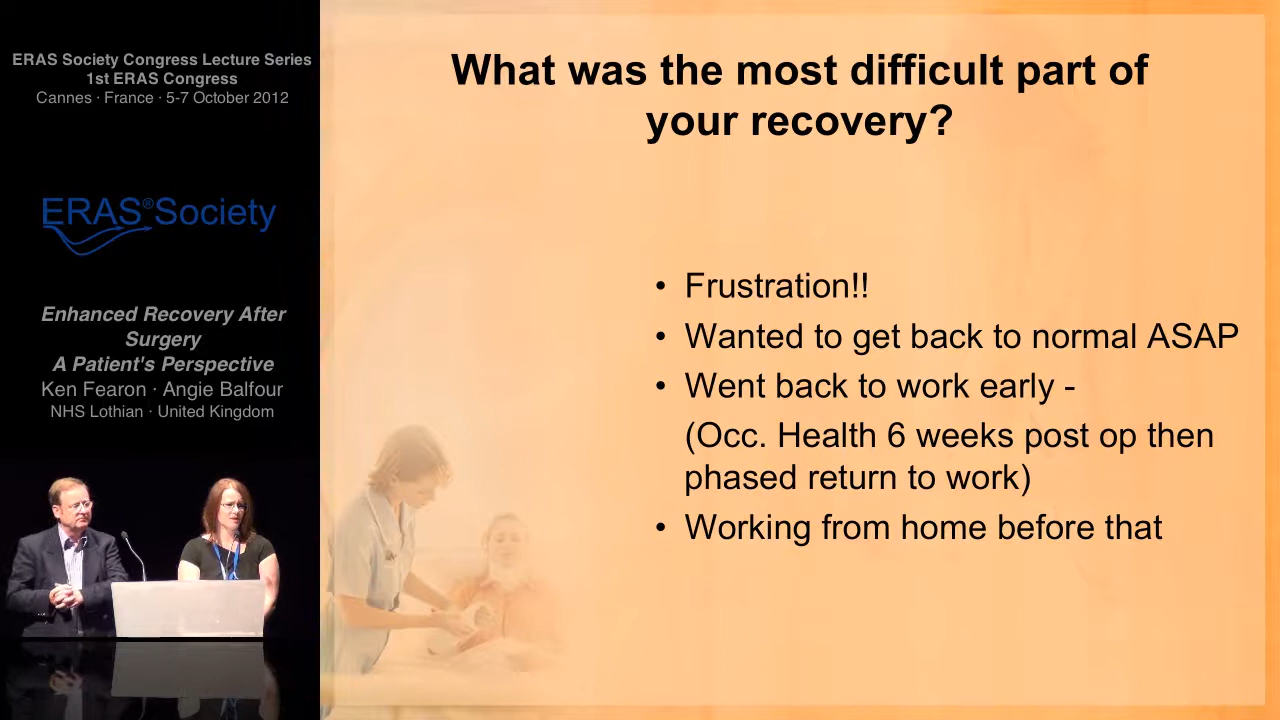 ERAS Society Congress Lecture Series
1st ERAS Congress
Cannes · France · 5-7 October 2012
ERAS®Society
Enhanced Recovery After
Surgery
A Patient's Perspective
Ken Fearon · Angie Balfour
NHS Lothian · United Kingdom
What was the most difficult part of
your recovery?
• Frustration!!
• Wanted to get back to normal ASAP
• Went back to work early -
(Occ. Health 6 weeks post op then
phased return to work)
• Working from home before that